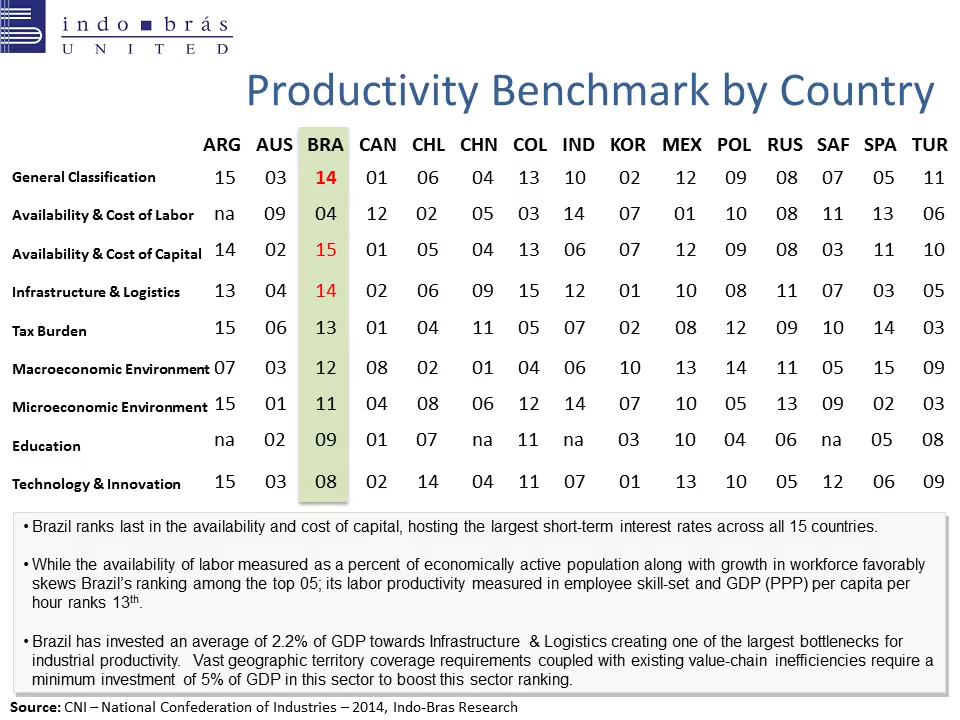 indo brás
UNITED
Productivity Benchmark by Country
ARG AUS BRA CAN CHL CHN COL IND KOR MEX POL RUS SAF SPA TUR
General Classification 15 03 14 01 06 04 13 10 02 12 09 08 07 05 11
Availability & Cost of Labor na 09 04 12 02 05 03 14 07 01 10 08 11 13 06
Availability & Cost of Capital 14 02 15 01 05 04 13 06 07 12 09 08 03 11 10
Infrastructure & Logistics 13 04 14 02 06 09 15 12 01 10 08 11 07 03 05
Tax Burden 15 06 13 01 04 11 05 07 02 08 12 09 10 14 03
Macroeconomic Environment 07 03 12 08 02 01 04 06 10 13 14 11 05 15 09
Microeconomic Environment 15 01 11 04 08 06 12 14 07 10 05 13 09 02 03
Education na 02 09 01 07 na 11 na 03 10 04 06 na 05 08
Technology & Innovation 15 03 08 02 14 04 11 07 01 13 10 05 12 06 09
• Brazil ranks last in the availability and cost of capital, hosting the largest short-term interest rates across all 15 countries.
• While the availability of labor measured as a percent of economically active population along with growth in workforce favorably
skews Brazil's ranking among the top 05; its labor productivity measured in employee skill-set and GDP (PPP) per capita per
hour ranks 13th.
• Brazil has invested an average of 2.2% of GDP towards Infrastructure & Logistics creating one of the largest bottlenecks for
industrial productivity. Vast geographic territory coverage requirements coupled with existing value-chain inefficiencies require a
minimum investment of 5% of GDP in this sector to boost this sector ranking.
Source: CNI – National Confederation of Industries – 2014, Indo-Bras Research